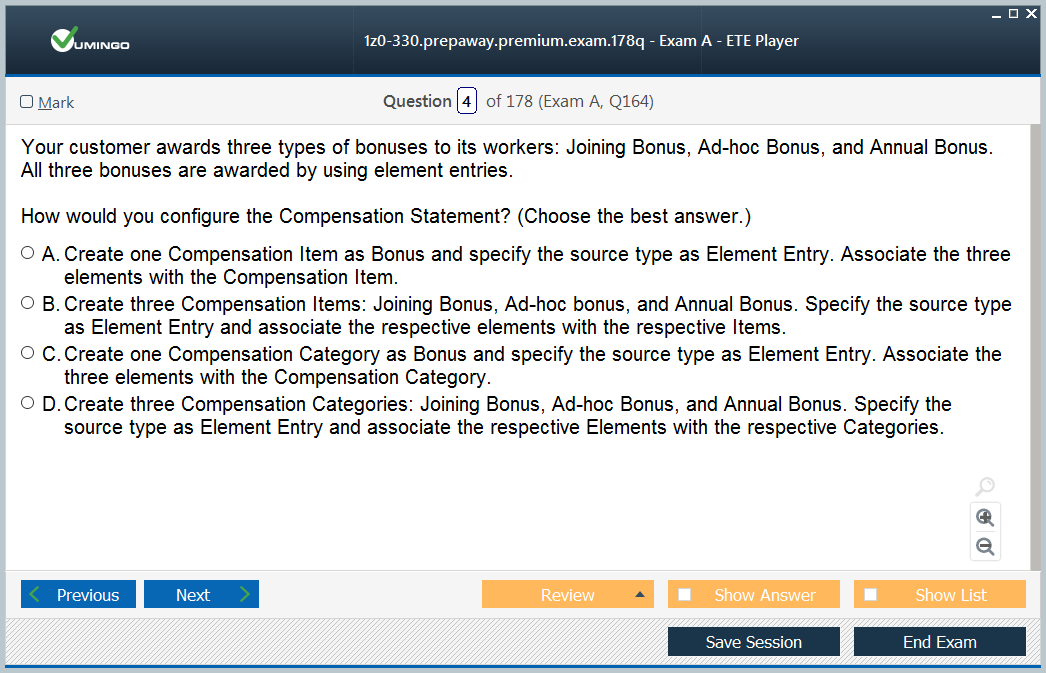 VUMINGO
1z0-330.prepaway.premium.exam.178q - Exam A - ETE Player
Mark
Question 4 of 178 (Exam A, Q164)
Your customer awards three types of bonuses to its workers: Joining Bonus, Ad-hoc Bonus, and Annual Bonus.
All three bonuses are awarded by using element entries.
How would you configure the Compensation Statement? (Choose the best answer.)
A. Create one Compensation Item as Bonus and specify the source type as Element Entry. Associate the three
elements with the Compensation Item.
B. Create three Compensation Items: Joining Bonus, Ad-hoc bonus, and Annual Bonus. Specify the source type
as Element Entry and associate the respective elements with the respective Items.
C. Create one Compensation Category as Bonus and specify the source type as Element Entry. Associate the
three elements with the Compensation Category.
D. Create three Compensation Categories: Joining Bonus, Ad-hoc Bonus, and Annual Bonus. Specify the
source type as Element Entry and associate the respective Elements with the respective Categories.
Previous Next Review Show Answer Show List
Save Session End Exam